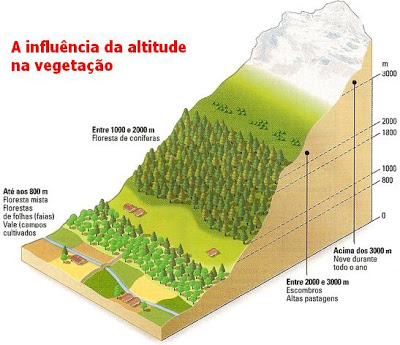 A influência da altitude
na vegetação
m
3000
2000
1800
1000
800
0
Entre 1000 e 2000 m
Floresta de coníferas
Até aos 800 m
Floresta mista
Florestas
de folhas (faias)
Vale (campos
cultivados
Acima dos 3000 m
Neve durante
todo o ano
Entre 2000 e 3000 m
Escombros
Altas pastagens